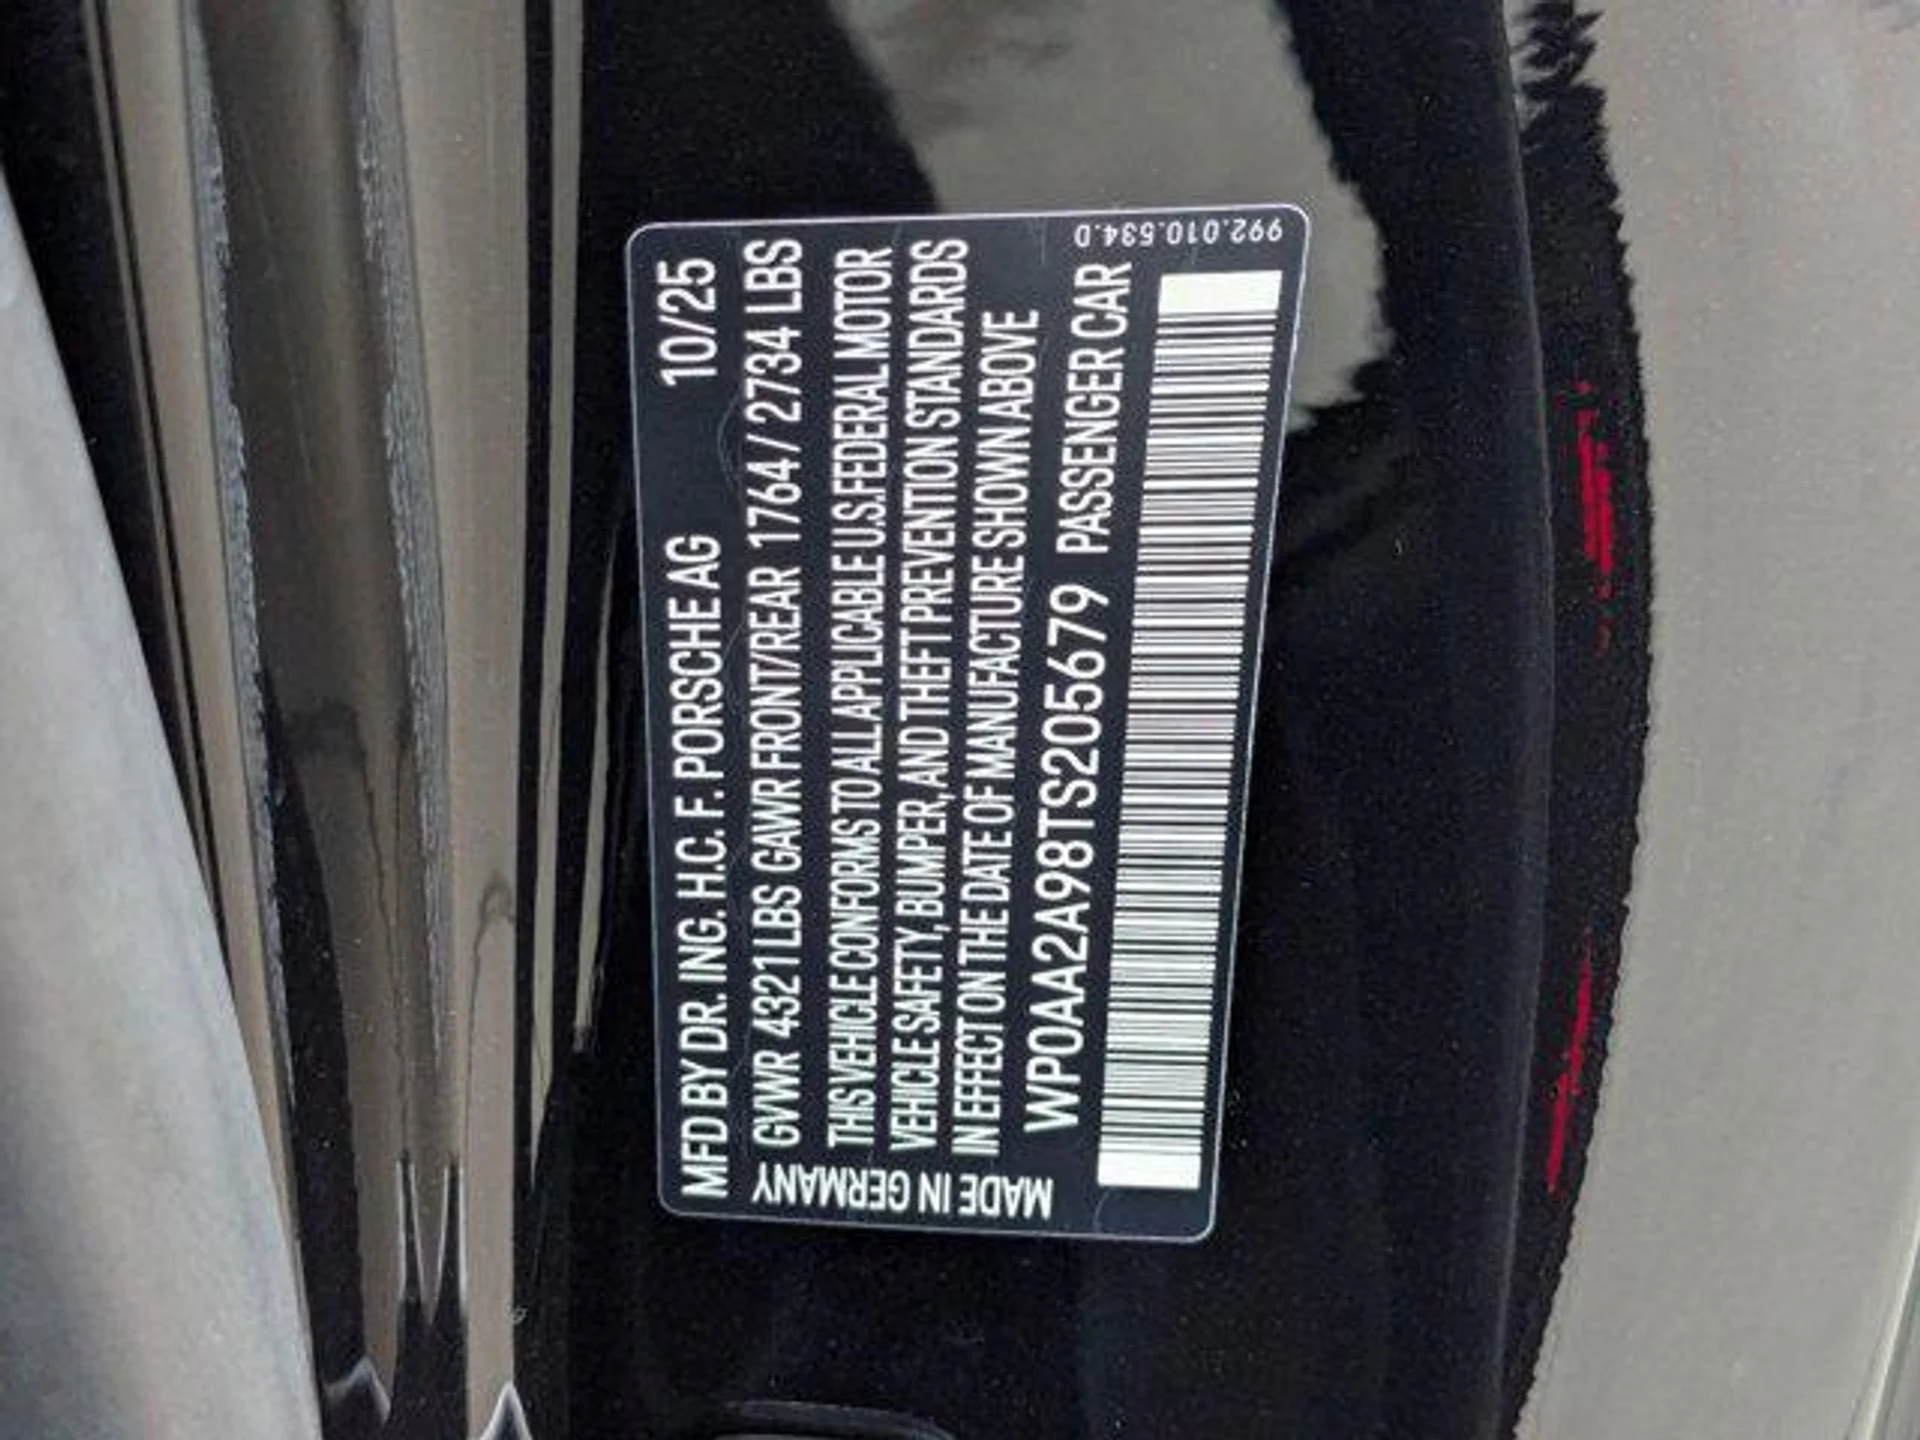 MFD BY DR. ING. H.C. F. PORSCHE AG 10/25
GVWR 4321 LBS GAWR FRONT/REAR 1764 / 2734 LBS
THIS VEHICLE CONFORMS TO ALL APPLICABLE U.S. FEDERAL MOTOR
VEHICLE SAFETY, BUMPER, AND THEFT PREVENTION STANDARDS
IN EFFECT ON THE DATE OF MANUFACTURE SHOWN ABOVE
WP0AA2A98TS205679 PASSENGER CAR
MADE IN GERMANY
992.010.534.D